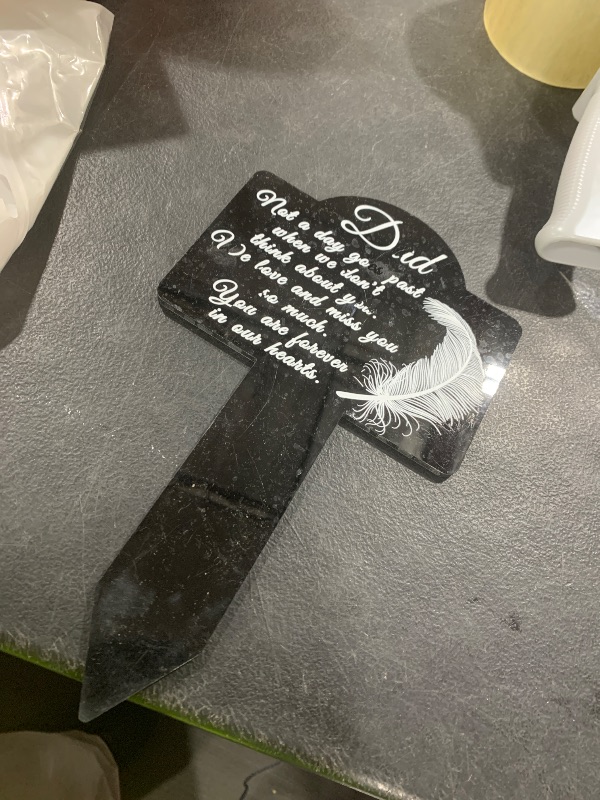 Dad
Not a day goes past
when we don't
think about you.
We love and miss you
so much.
You are forever
in our hearts.